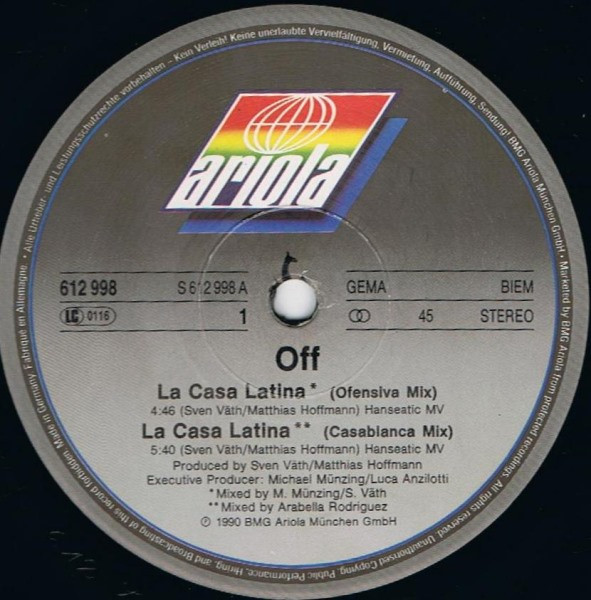 • Alle Urheber- und Leistungsschutzrechte vorbehalten – Kein Verleih! Keine unerlaubte Vervielfältigung, Vermietung, Aufführung, Sendung! BMG Ariola München GmbH • Marketed by BMG Ariola from protected recordings. All rights reserved. Unauthorised Copying, Public Performance, Hiring, and Broadcasting of this record forbidden. Made in Germany. Fabriqué en Allemagne
ariola
612 998 S 612 998 A GEMA BIEM
LC 0116 1 45 STEREO
Off
La Casa Latina* (Ofensiva Mix)
4:46 (Sven Väth/Matthias Hoffmann) Hanseatic MV
La Casa Latina** (Casablanca Mix)
5:40 (Sven Väth/Matthias Hoffmann) Hanseatic MV
Produced by Sven Väth/Matthias Hoffmann
Executive Producer: Michael Münzing/Luca Anzilotti
*Mixed by M. Münzing/S. Väth
**Mixed by Arabella Rodriguez
℗ 1990 BMG Ariola München GmbH